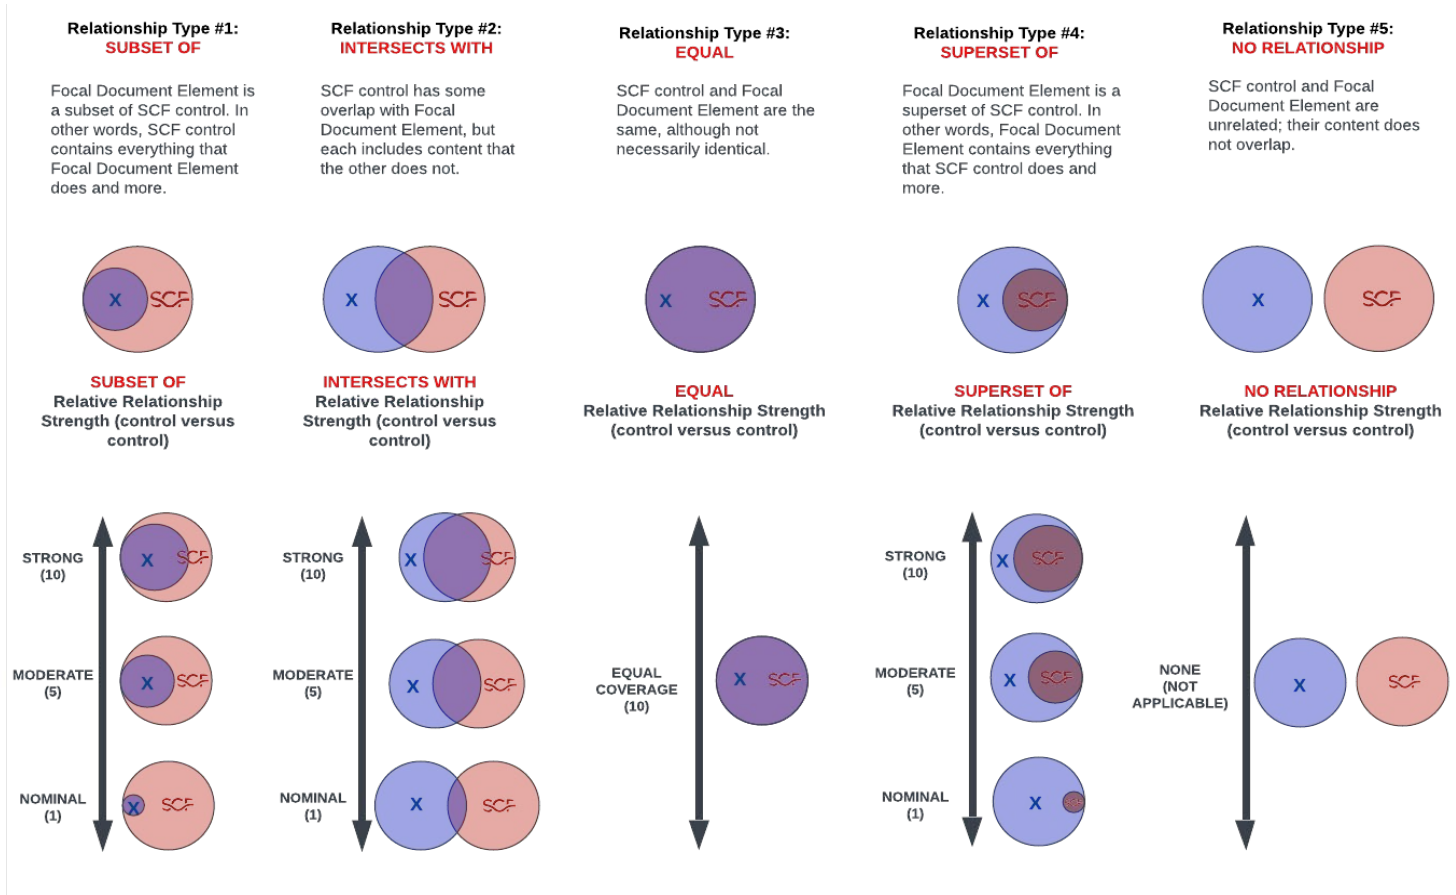 Relationship Type #1:
SUBSET OF
Focal Document Element is
a subset of SCF control. In
other words, SCF control
contains everything that
Focal Document Element
does and more.
X
SCF
SUBSET OF
Relative Relationship
Strength (control versus
control)
STRONG
(10)
X
SCF
MODERATE
(5)
X
SCF
NOMINAL
(1)
X
SCF
Relationship Type #2:
INTERSECTS WITH
SCF control has some
overlap with Focal
Document Element, but
each includes content that
the other does not.
X
SCF
INTERSECTS WITH
Relative Relationship
Strength (control versus
control)
STRONG
(10)
X
SCF
MODERATE
(5)
X
SCF
NOMINAL
(1)
X
SCF
Relationship Type #3:
EQUAL
SCF control and Focal
Document Element are the
same, although not
necessarily identical.
X
SCF
EQUAL
Relative Relationship Strength
(control versus control)
EQUAL
COVERAGE
(10)
X
SCF
Relationship Type #4:
SUPERSET OF
Focal Document Element is a
superset of SCF control. In
other words, Focal Document
Element contains everything
that SCF control does and
more.
X
SCF
SUPERSET OF
Relative Relationship Strength
(control versus control)
STRONG
(10)
X
SCF
MODERATE
(5)
X
SCF
NOMINAL
(1)
X
SCF
Relationship Type #5:
NO RELATIONSHIP
SCF control and Focal
Document Element are
unrelated; their content does
not overlap.
X
SCF
NO RELATIONSHIP
Relative Relationship Strength
(control versus control)
NONE
(NOT
APPLICABLE)
X
SCF